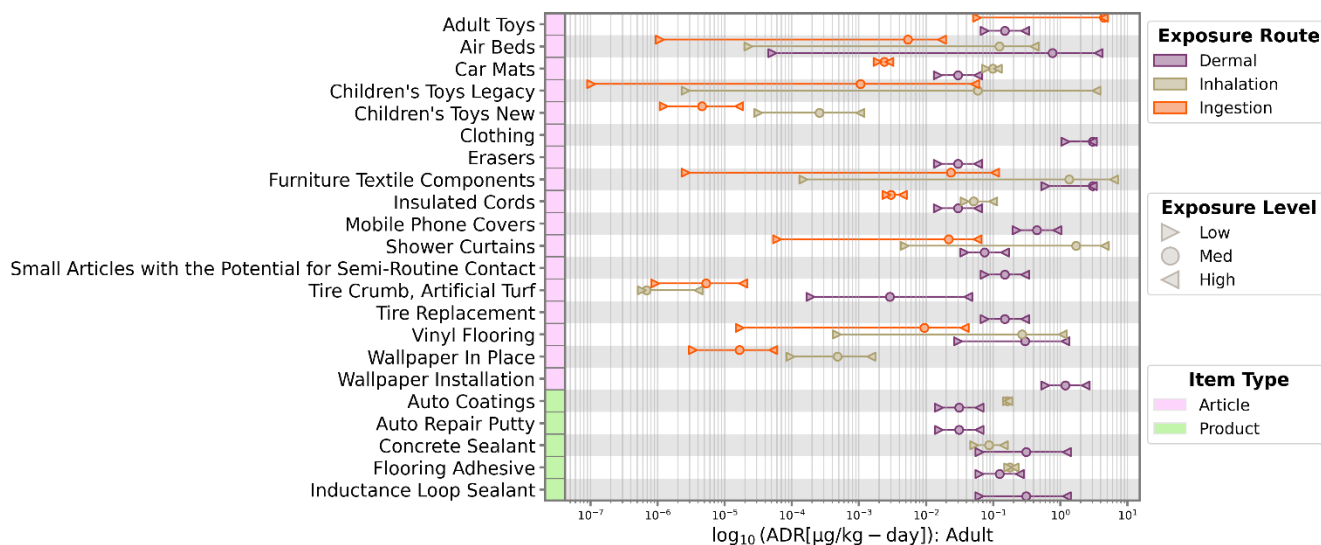 Adult Toys
Air Beds
Car Mats
Children's Toys Legacy
Children's Toys New
Clothing
Erasers
Furniture Textile Components
Insulated Cords
Mobile Phone Covers
Shower Curtains
Small Articles with the Potential for Semi-Routine Contact
Tire Crumb, Artificial Turf
Tire Replacement
Vinyl Flooring
Wallpaper In Place
Wallpaper Installation
Auto Coatings
Auto Repair Putty
Concrete Sealant
Flooring Adhesive
Inductance Loop Sealant
10⁻⁷ 10⁻⁶ 10⁻⁵ 10⁻⁴ 10⁻³ 10⁻² 10⁻¹ 10⁰ 10¹
log₁₀ (ADR[μg/kg − day]): Adult
Exposure Route
Dermal
Inhalation
Ingestion
Exposure Level
Low
Med
High
Item Type
Article
Product